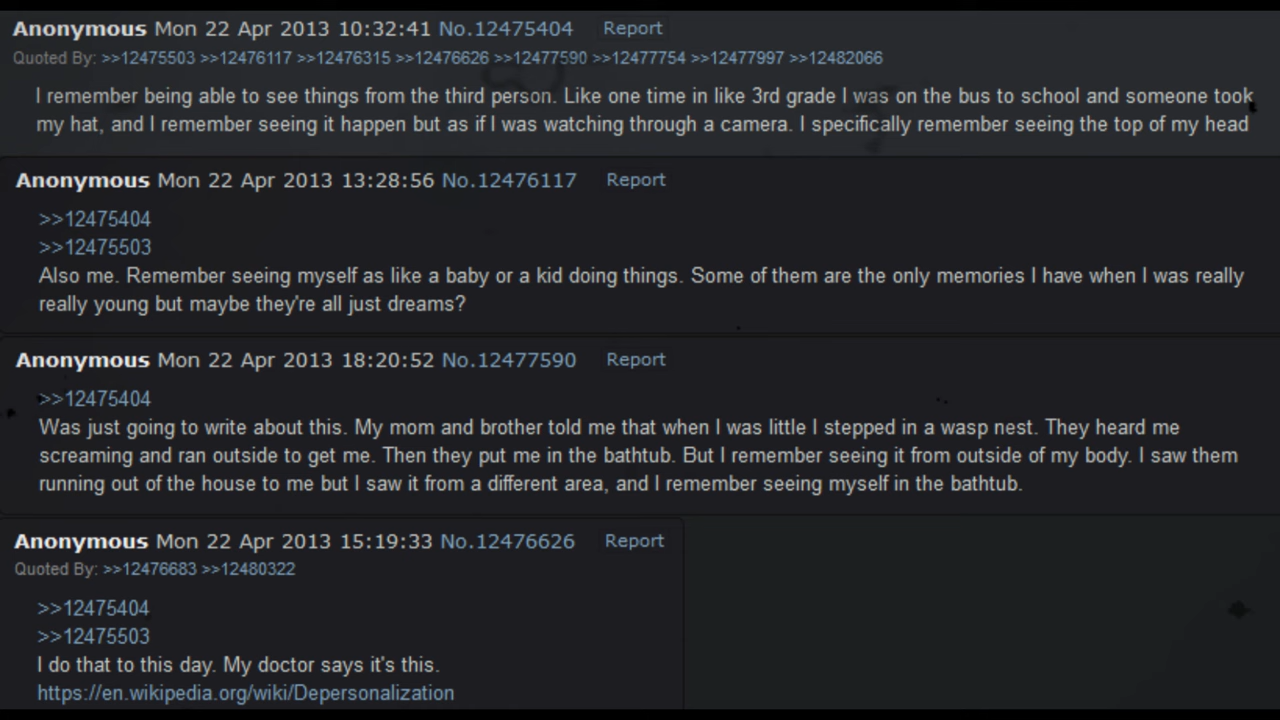 Anonymous Mon 22 Apr 2013 10:32:41 No.12475404 Report
Quoted By: >>12475503 >>12476117 >>12476315 >>12476626 >>12477590 >>12477754 >>12477997 >>12482066
I remember being able to see things from the third person. Like one time in like 3rd grade I was on the bus to school and someone took
my hat, and I remember seeing it happen but as if I was watching through a camera. I specifically remember seeing the top of my head
Anonymous Mon 22 Apr 2013 13:28:56 No.12476117 Report
>>12475404
>>12475503
Also me. Remember seeing myself as like a baby or a kid doing things. Some of them are the only memories I have when I was really
really young but maybe they're all just dreams?
Anonymous Mon 22 Apr 2013 18:20:52 No.12477590 Report
>>12475404
Was just going to write about this. My mom and brother told me that when I was little I stepped in a wasp nest. They heard me
screaming and ran outside to get me. Then they put me in the bathtub. But I remember seeing it from outside of my body. I saw them
running out of the house to me but I saw it from a different area, and I remember seeing myself in the bathtub.
Anonymous Mon 22 Apr 2013 15:19:33 No.12476626 Report
Quoted By: >>12476683 >>12480322
>>12475404
>>12475503
I do that to this day. My doctor says it's this.
https://en.wikipedia.org/wiki/Depersonalization